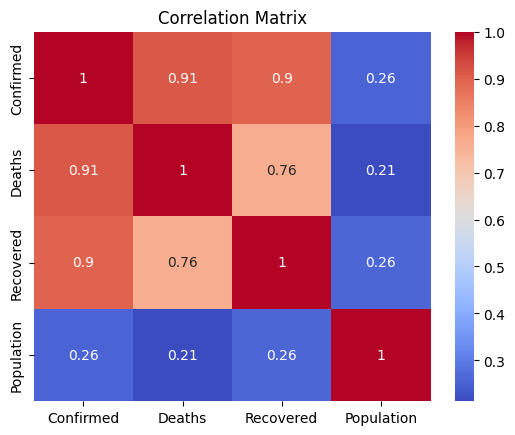 Correlation Matrix
Confirmed 1 0.91 0.9 0.26
Deaths 0.91 1 0.76 0.21
Recovered 0.9 0.76 1 0.26
Population 0.26 0.21 0.26 1
Confirmed Deaths Recovered Population
1.0
0.9
0.8
0.7
0.6
0.5
0.4
0.3